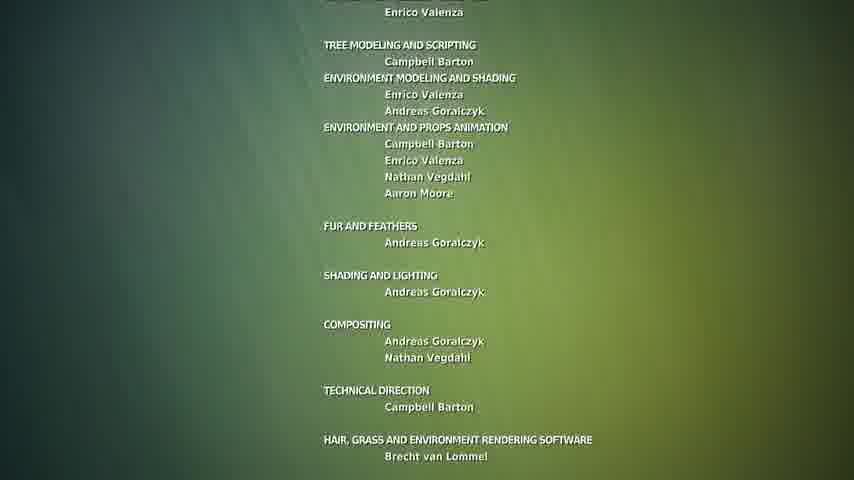 Enrico Valenza
TREE MODELING AND SCRIPTING
Campbell Barton
ENVIRONMENT MODELING AND SHADING
Enrico Valenza
Andreas Goralczyk
ENVIRONMENT AND PROPS ANIMATION
Campbell Barton
Enrico Valenza
Nathan Vegdahl
Aaron Moore
FUR AND FEATHERS
Andreas Goralczyk
SHADING AND LIGHTING
Andreas Goralczyk
COMPOSITING
Andreas Goralczyk
Nathan Vegdahl
TECHNICAL DIRECTION
Campbell Barton
HAIR, GRASS AND ENVIRONMENT RENDERING SOFTWARE
Brecht van Lommel